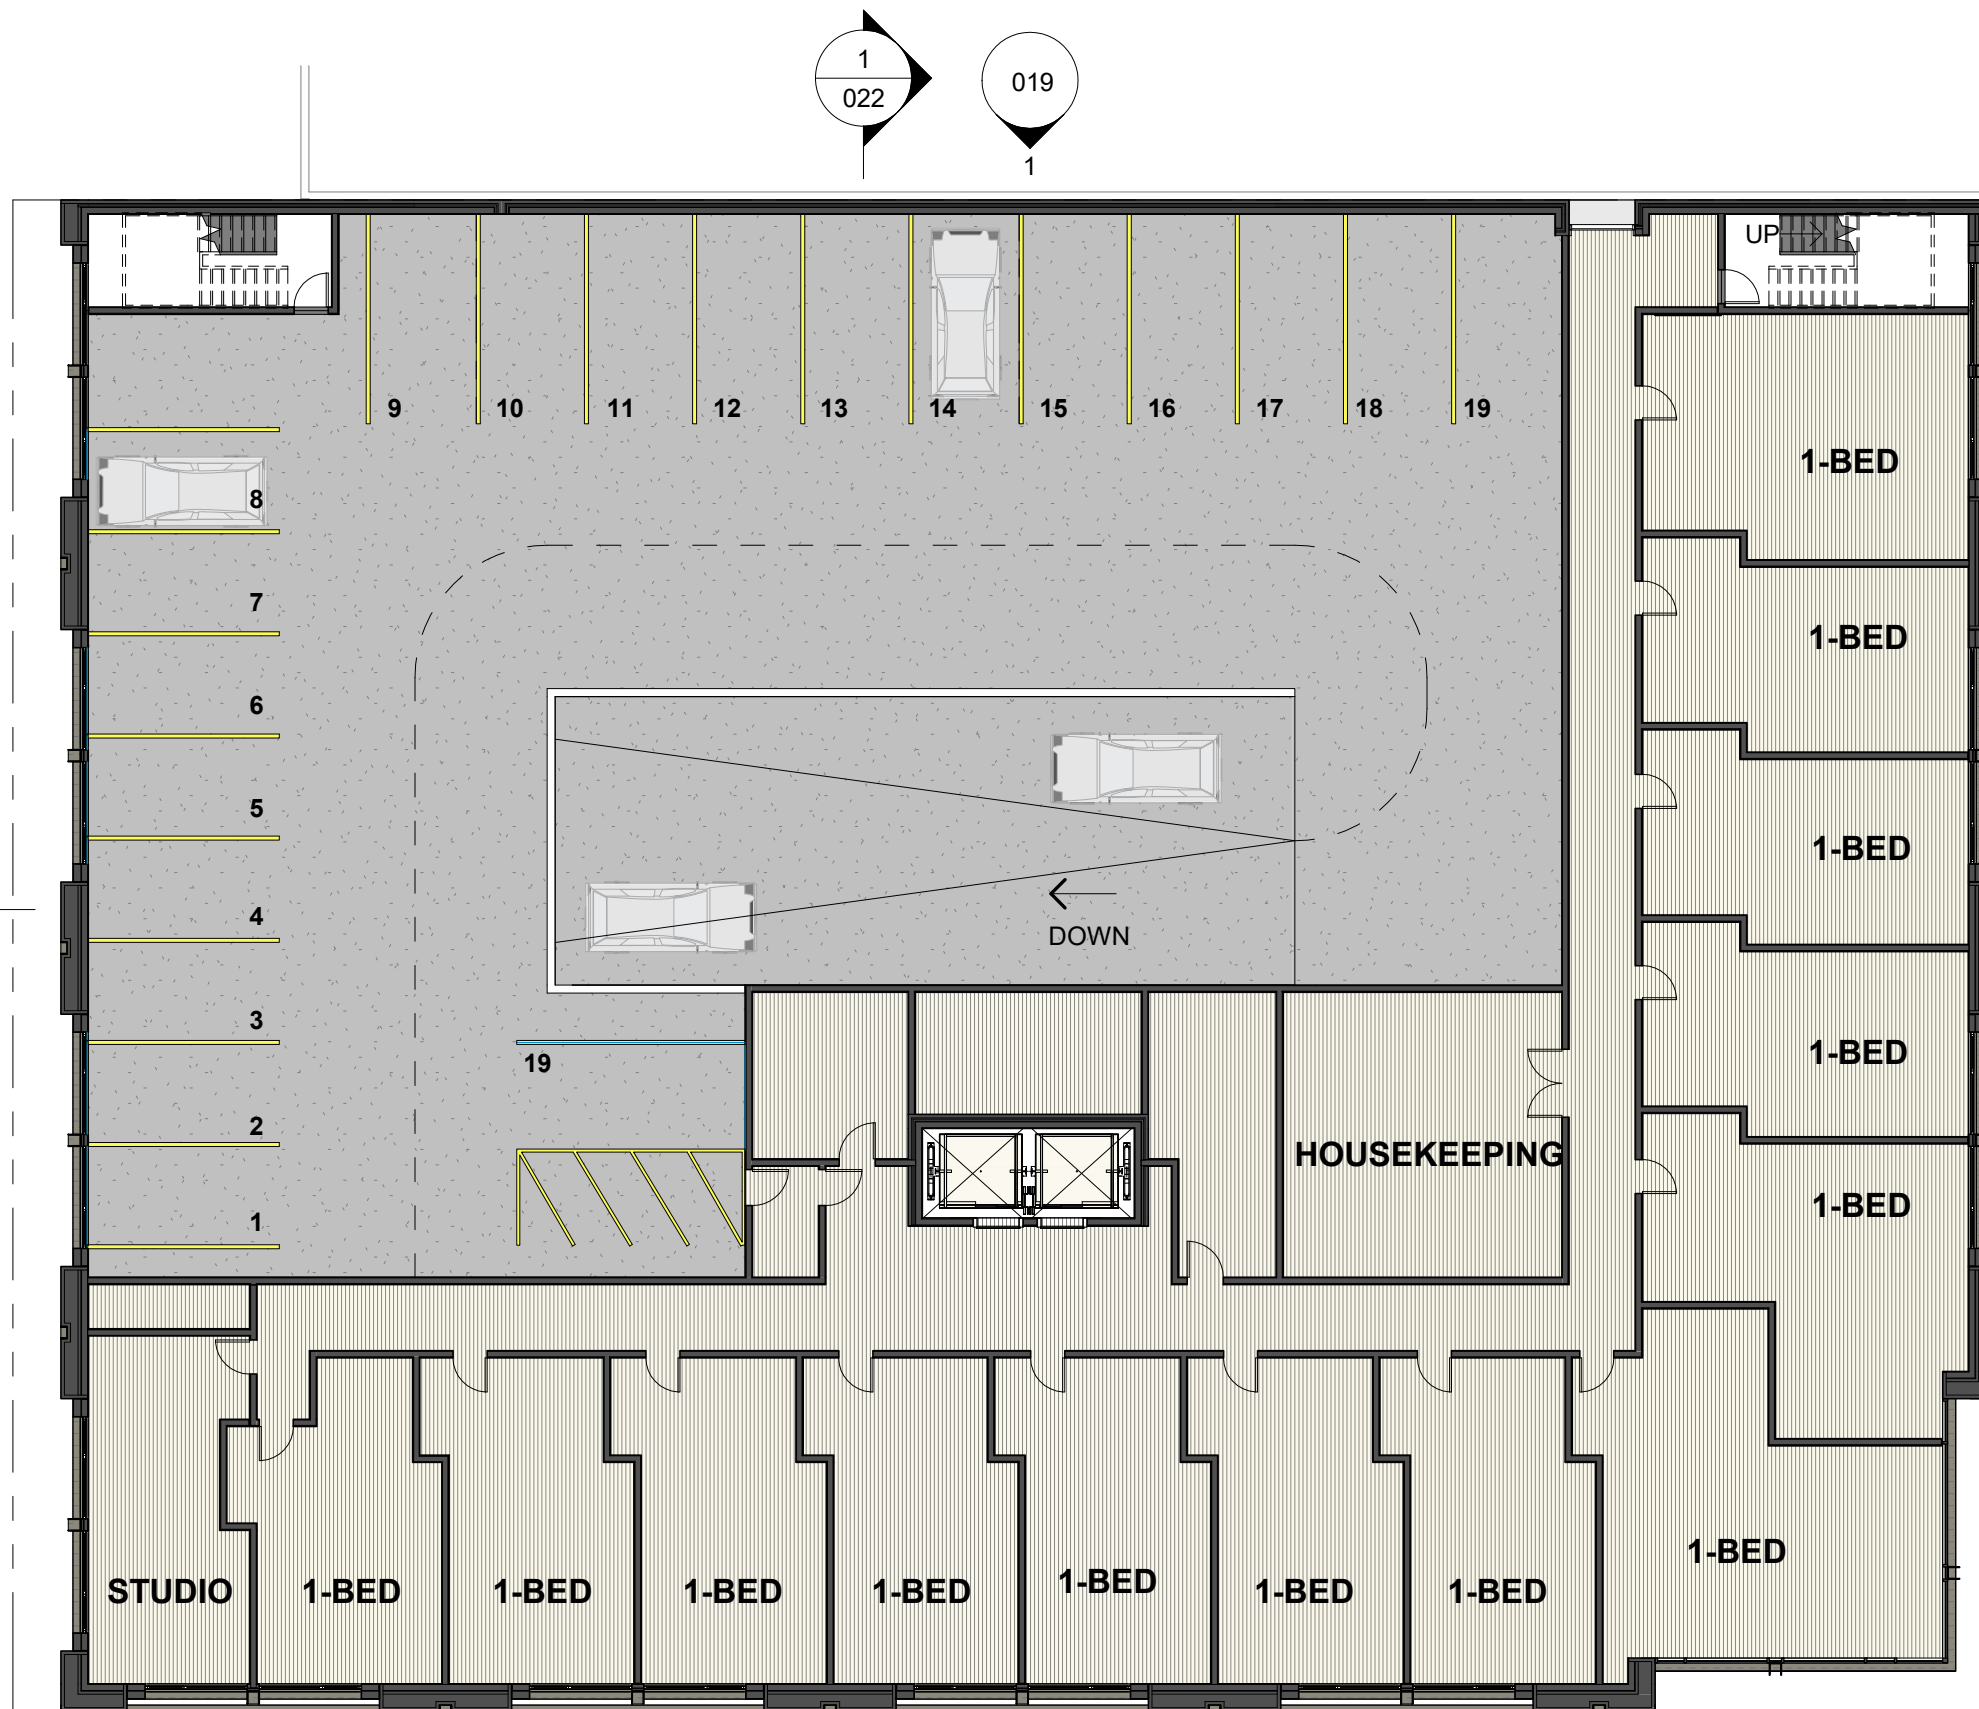 1
022
019
1
UP
9 10 11 12 13 14 15 16 17 18 19
1-BED
8
7
1-BED
6
5
1-BED
4
DOWN
3
1-BED
19
2
HOUSEKEEPING
1-BED
1
1-BED
STUDIO 1-BED 1-BED 1-BED 1-BED 1-BED 1-BED 1-BED